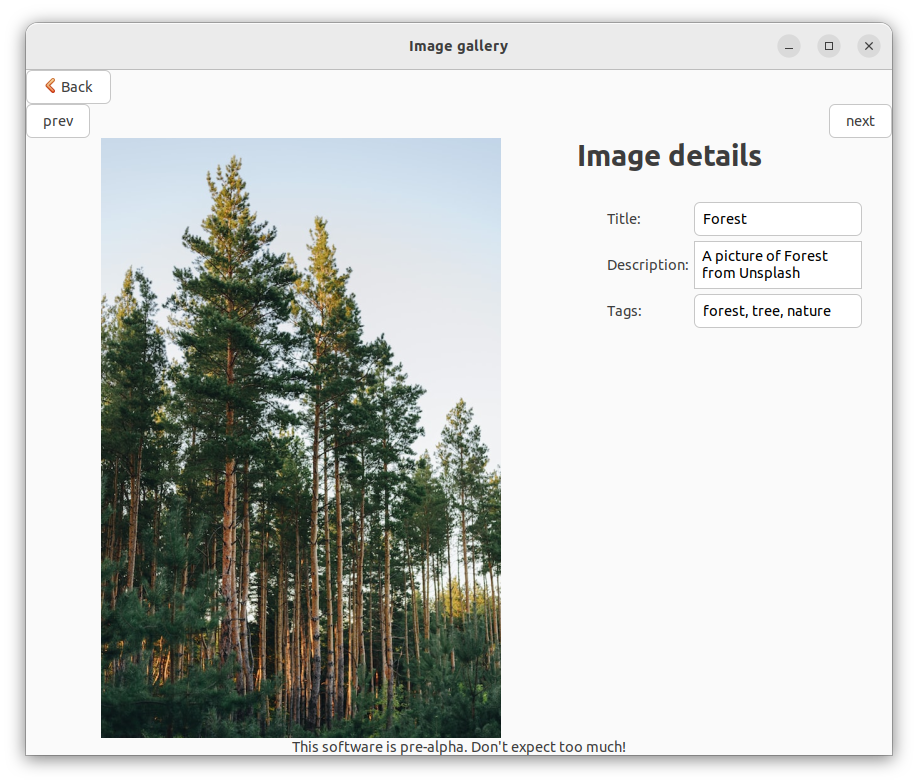 Image gallery
Back
prev
next
Image details
Title:
Forest
Description:
A picture of Forest
from Unsplash
Tags:
forest, tree, nature
This software is pre-alpha. Don't expect too much!